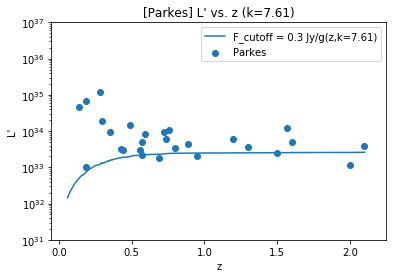 [Parkes] L' vs. z (k=7.61)
F_cutoff = 0.3 Jy/g(z,k=7.61)
Parkes
10^37
10^36
10^35
10^34
10^33
10^32
10^31
L'
0.0 0.5 1.0 1.5 2.0
z